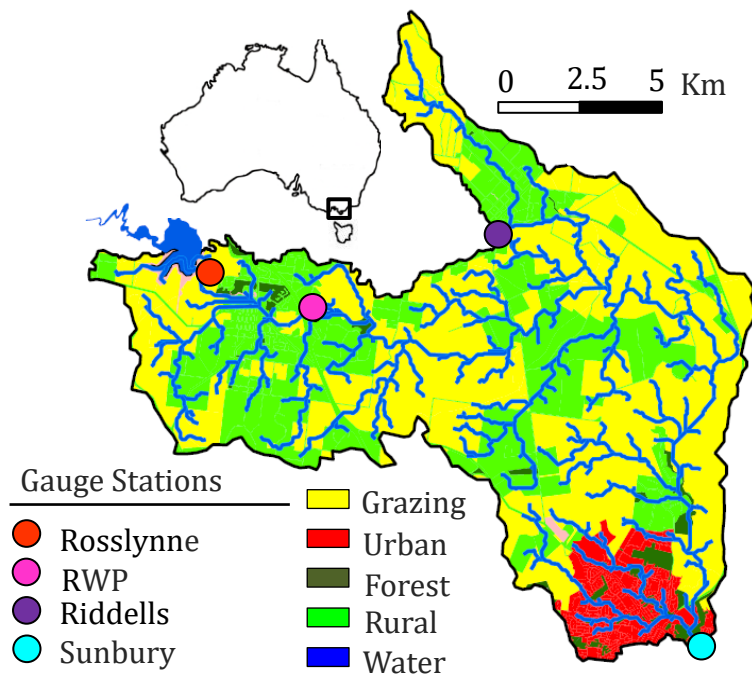 0 2.5 5 Km
Gauge Stations
Rosslynne
RWP
Riddells
Sunbury
Grazing
Urban
Forest
Rural
Water